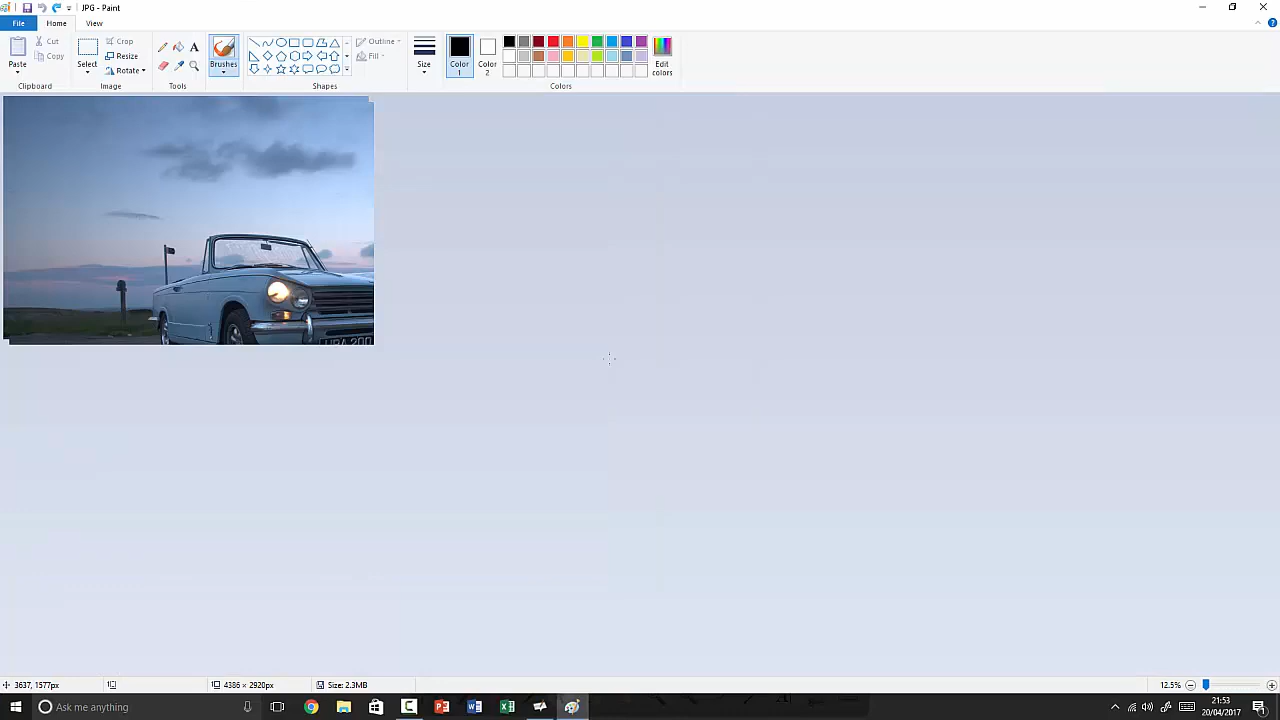 JPG - Paint
File Home View
Paste
Cut
Copy
Clipboard
Select
Crop
Resize
Rotate
Image
A
Tools
Brushes
Shapes
Outline
Fill
Size
Color 1
Color 2
Edit colors
Colors
3637, 1577px
4386 × 2920px
Size: 2.3MB
12.5%
Ask me anything
21:53
20/04/2017